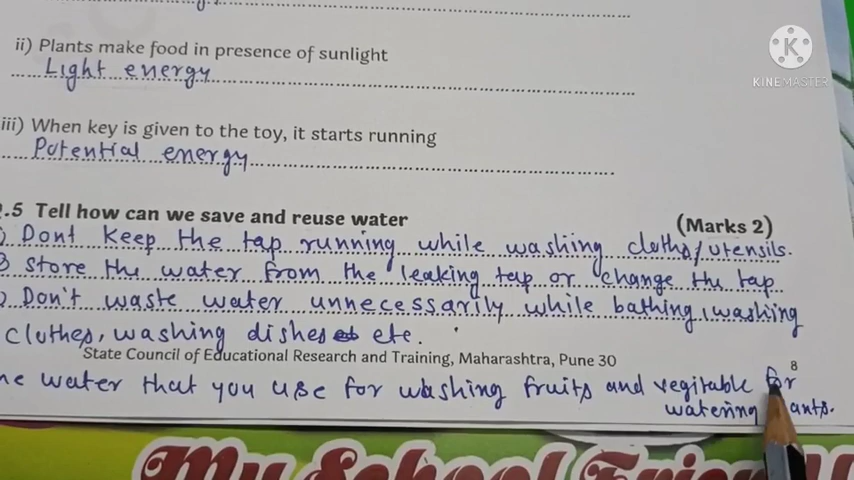 ii) Plants make food in presence of sunlight
Light energy
KINEMASTER
iii) When key is given to the toy, it starts running
Potential energy
.5 Tell how can we save and reuse water (Marks 2)
Dont keep the tap running while washing cloths/utensils.
store the water from the leaking tap or change the tap
Don't waste water unnecessarily while bathing, washing
clothes, washing dishes etc.
State Council of Educational Research and Training, Maharashtra, Pune 30
8
water that you use for washing fruits and vegitable for
watering
My School Frien